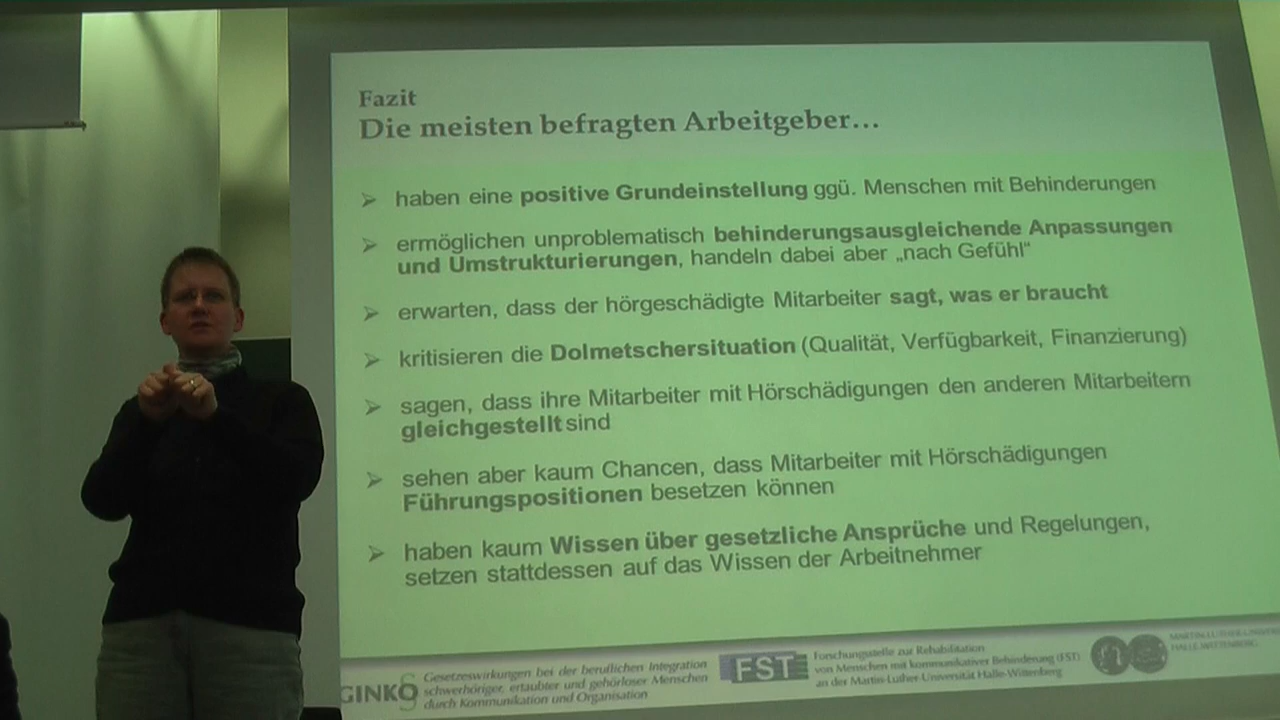 Fazit
Die meisten befragten Arbeitgeber…
haben eine positive Grundeinstellung ggü. Menschen mit Behinderungen
ermöglichen unproblematisch behinderungsausgleichende Anpassungen
und Umstrukturierungen, handeln dabei aber „nach Gefühl“
erwarten, dass der hörgeschädigte Mitarbeiter sagt, was er braucht
kritisieren die Dolmetschersituation (Qualität, Verfügbarkeit, Finanzierung)
sagen, dass ihre Mitarbeiter mit Hörschädigungen den anderen Mitarbeitern
gleichgestellt sind
sehen aber kaum Chancen, dass Mitarbeiter mit Hörschädigungen
Führungspositionen besetzen können
haben kaum Wissen über gesetzliche Ansprüche und Regelungen,
setzen stattdessen auf das Wissen der Arbeitnehmer
GINKO §
Gesetzeswirkungen bei der beruflichen Integration
schwerhöriger, ertaubter und gehörloser Menschen
durch Kommunikation und Organisation
FST
Forschungsstelle zur Rehabilitation
von Menschen mit kommunikativer Behinderung (FST)
an der Martin-Luther-Universität Halle-Wittenberg
HALLE-WITTENBERG